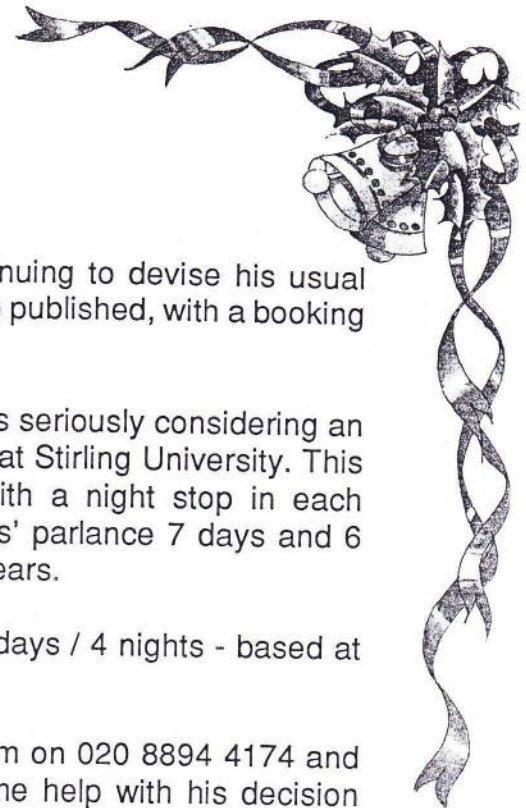 nuing to devise his usual
published, with a booking
s seriously considering an
at Stirling University. This
ith a night stop in each
s' parlance 7 days and 6
ears.
days / 4 nights - based at
m on 020 8894 4174 and
ne help with his decision